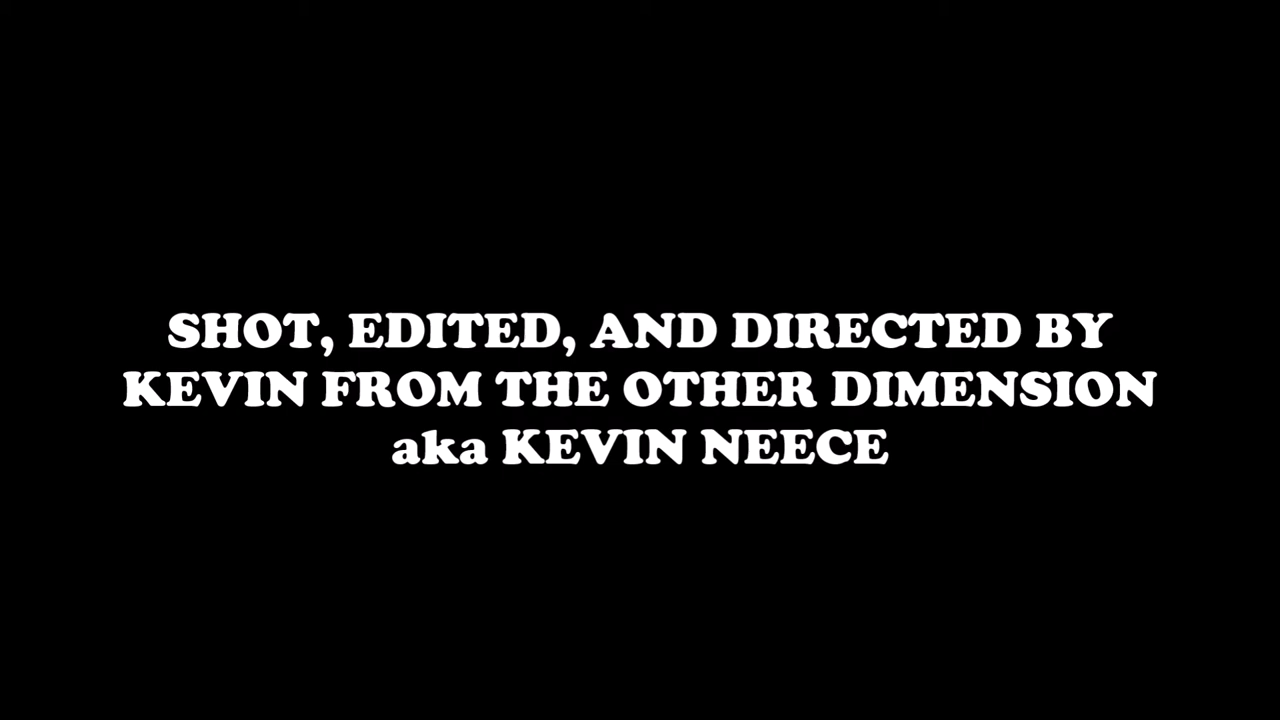 SHOT, EDITED, AND DIRECTED BY
KEVIN FROM THE OTHER DIMENSION
aka KEVIN NEECE